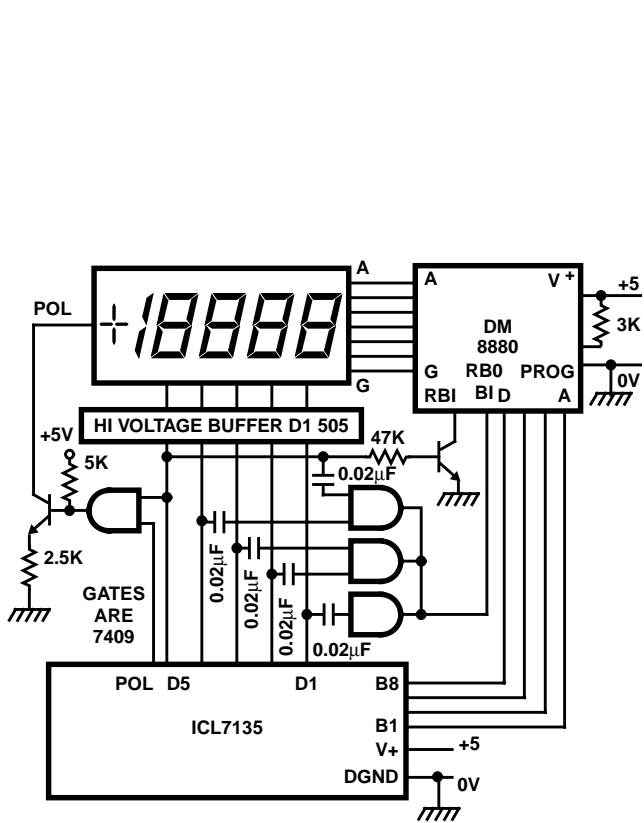 POL
A
G
A
V+
+5
3K
DM
8880
G
RB0
PROG
0V
RBI
BI
D
A
HI VOLTAGE BUFFER D1 505
+5V
5K
47K
0.02μF
2.5K
0.02μF
0.02μF
0.02μF
0.02μF
GATES
ARE
7409
POL
D5
D1
B8
ICL7135
B1
V+
+5
DGND
0V